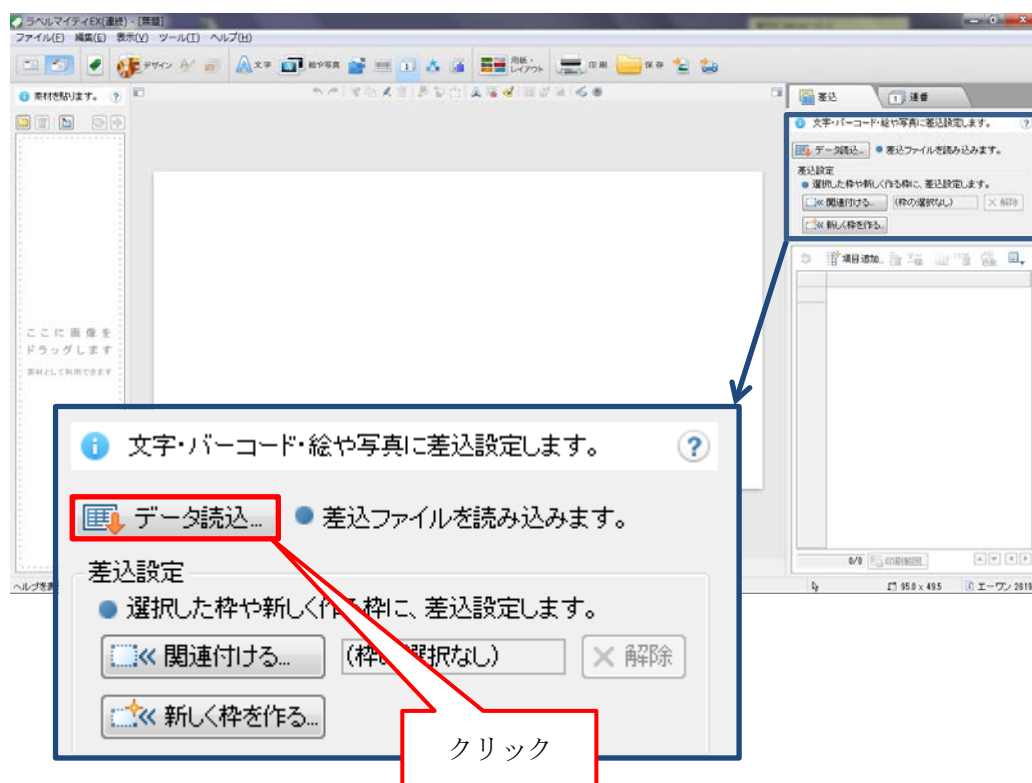 ラベルマイティEX(連続) - [無題]
ファイル(F) 編集(E) 表示(V) ツール(T) ヘルプ(H)
デザイン 文字 絵や写真 用紙・レイアウト 印刷 保存
素材を貼ります。 ?
ここに画像を
ドラッグします
素材として利用できます
差込 1 連番
文字・バーコード・絵や写真に差込設定します。 ?
データ読込... ● 差込ファイルを読み込みます。
差込設定
● 選択した枠や新しく作る枠に、差込設定します。
関連付ける... (枠の選択なし) × 解除
新しく枠を作る...
項目追加...
0/0 印刷範囲
95.0 x 49.5 エーワン 2819
文字・バーコード・絵や写真に差込設定します。 ?
データ読込... ● 差込ファイルを読み込みます。
差込設定
● 選択した枠や新しく作る枠に、差込設定します。
関連付ける... (枠の選択なし) × 解除
新しく枠を作る...
クリック